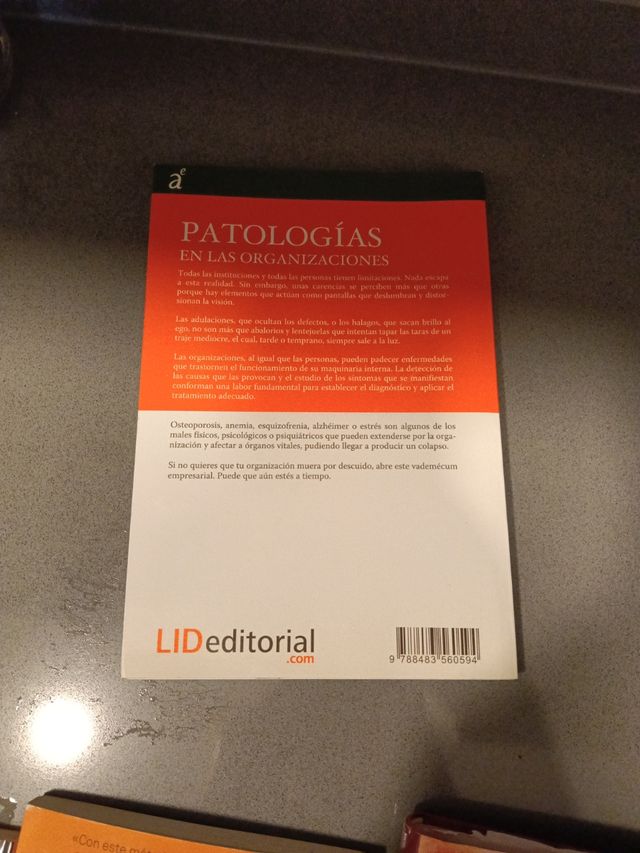 ae
PATOLOGÍAS
EN LAS ORGANIZACIONES
Todas las instituciones y todas las personas tienen limitaciones. Nada escapa
a esta realidad. Sin embargo, unas carencias se perciben más que otras
porque hay elementos que actúan como pantallas que deslumbran y distor-
sionan la visión.
Las adulaciones, que ocultan los defectos, o los halagos, que sacan brillo al
ego, no son más que abalorios y lentejuelas que intentan tapar las taras de un
traje mediocre, el cual, tarde o temprano, siempre sale a la luz.
Las organizaciones, al igual que las personas, pueden padecer enfermedades
que trastornen el funcionamiento de su maquinaria interna. La detección de
las causas que las provocan y el estudio de los síntomas que se manifiestan
conforman una labor fundamental para establecer el diagnóstico y aplicar el
tratamiento adecuado.
Osteoporosis, anemia, esquizofrenia, alzhéimer o estrés son algunos de los
males físicos, psicológicos o psiquiátricos que pueden extenderse por la orga-
nización y afectar a órganos vitales, pudiendo llegar a producir un colapso.
Si no quieres que tu organización muera por descuido, abre este vademécum
empresarial. Puede que aún estés a tiempo.
LIDeditorial
.com
9 788483 560594
«Con este mét